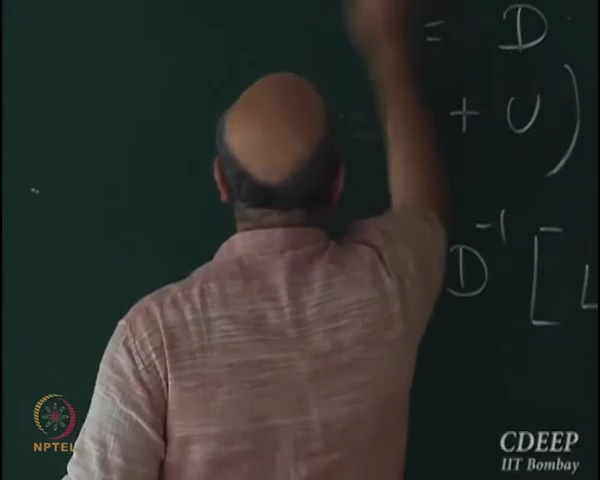 = D
+ U )
D⁻¹ [ L
NPTEL
CDEEP
IIT Bombay